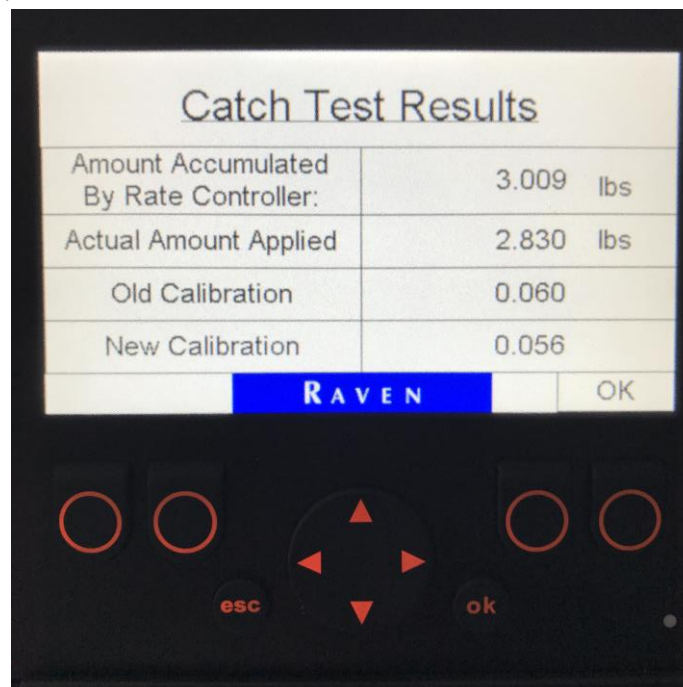 Catch Test Results
Amount Accumulated
By Rate Controller:
3.009 lbs
Actual Amount Applied 2.830 lbs
Old Calibration 0.060
New Calibration 0.056
RAVEN OK
esc ok